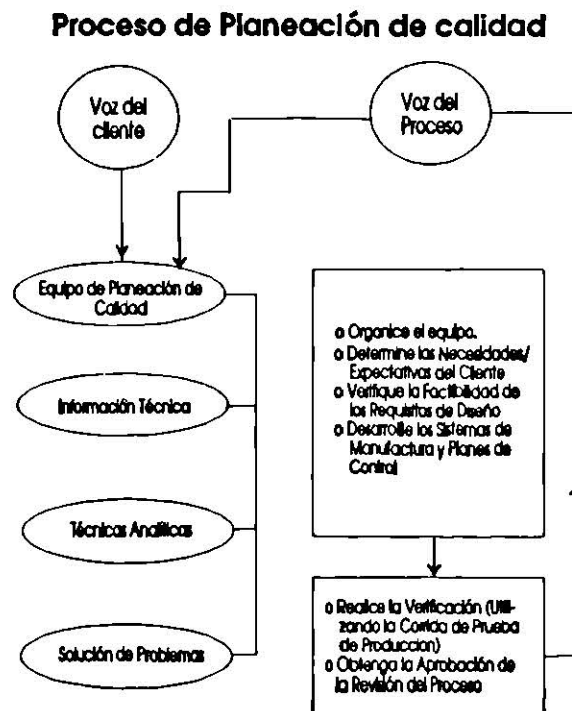 Proceso de Planeación de calidad
Voz del
cliente
Voz del
Proceso
Equipo de Planeación de
Calidad
Información Técnica
Técnicas Analíticas
Solución de Problemas
o Organice el equipo.
o Determine las Necesidades/
Expectativas del Cliente
o Verifique la Factibilidad de
los Requisitos de Diseño
o Desarrolle los Sistemas de
Manufactura y Planes de
Control
o Realice la Verificación (Utili-
zando la Corrida de Prueba
de Produccion)
o Obtenga la Aprobación de
la Revisión del Proceso